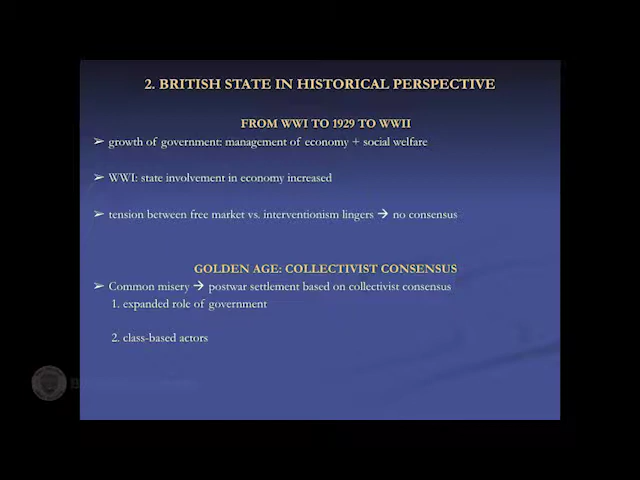 2. BRITISH STATE IN HISTORICAL PERSPECTIVE
FROM WWI TO 1929 TO WWII
➢ growth of government: management of economy + social welfare
➢ WWI: state involvement in economy increased
➢ tension between free market vs. interventionism lingers → no consensus
GOLDEN AGE: COLLECTIVIST CONSENSUS
➢ Common misery → postwar settlement based on collectivist consensus
1. expanded role of government
2. class-based actors